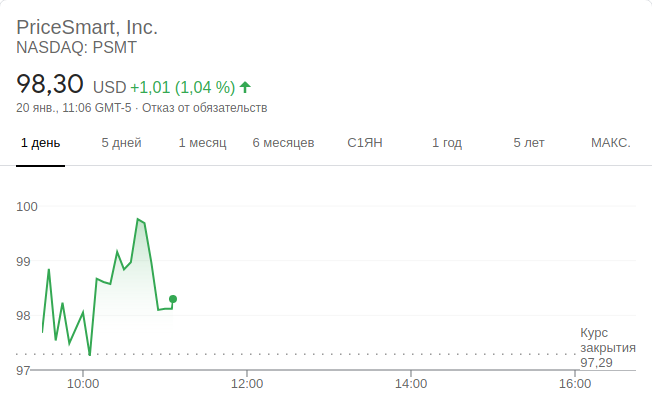 PriceSmart, Inc.
NASDAQ: PSMT
98,30 USD +1,01 (1,04 %)
20 янв., 11:06 GMT-5 · Отказ от обязательств
1 день 5 дней 1 месяц 6 месяцев С1ЯН 1 год 5 лет МАКС.
100
99
98
Курс
закрытия
97,29
97
10:00 12:00 14:00 16:00